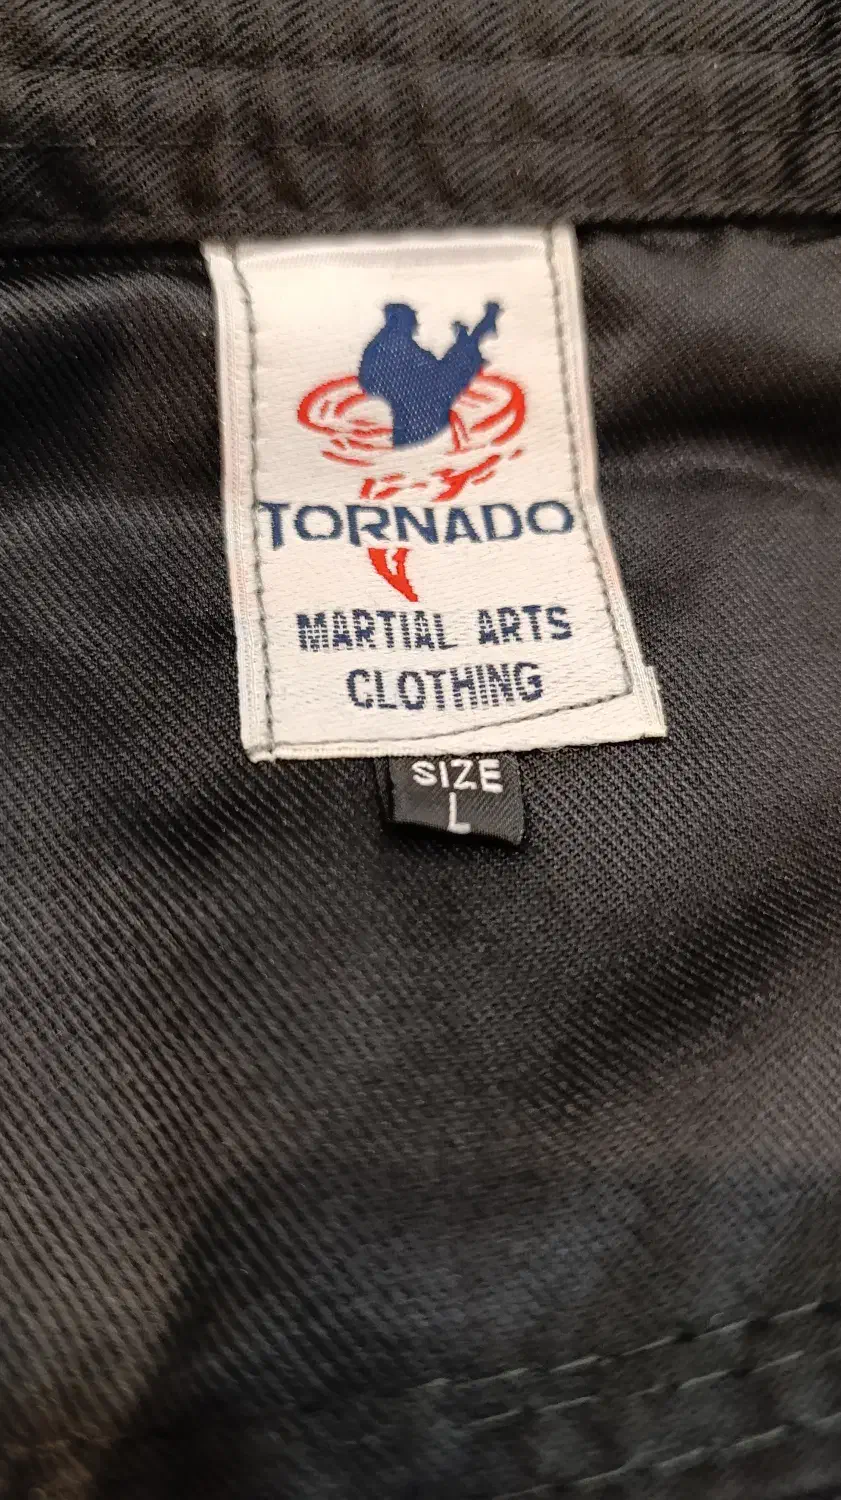 TORNADO
MARTIAL ARTS
CLOTHING
SIZE
L